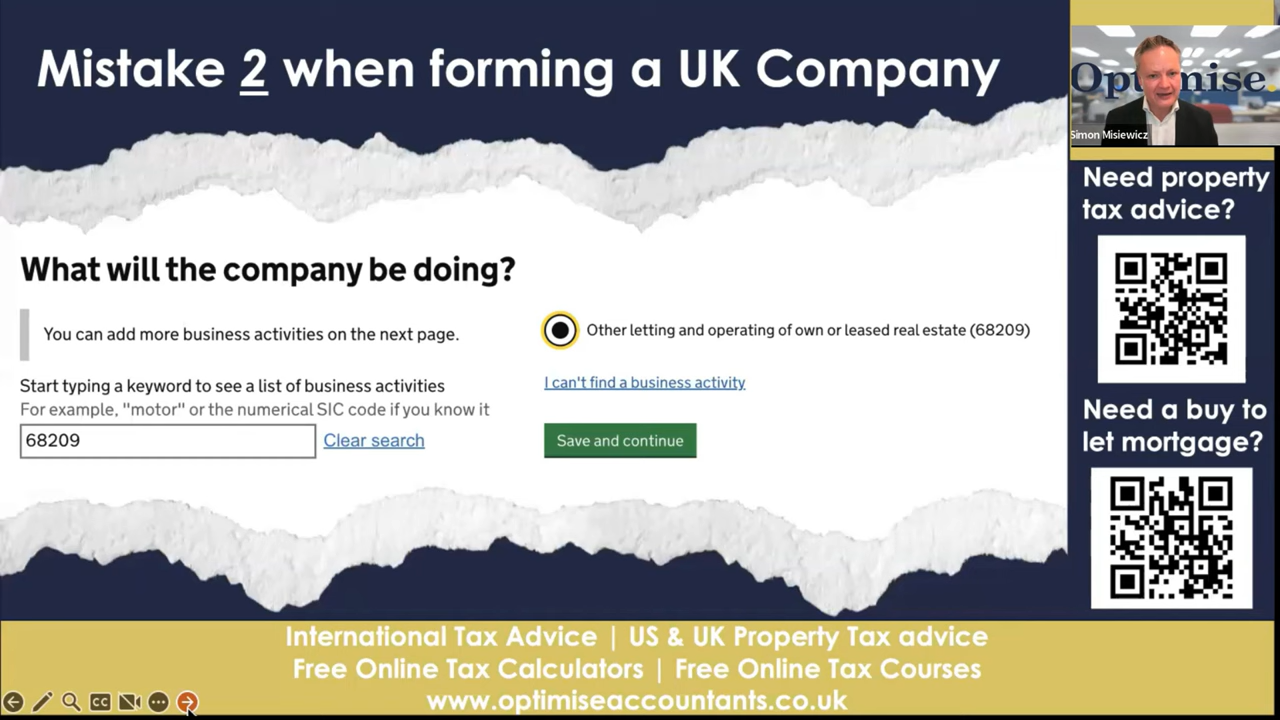 Mistake 2 when forming a UK Company
Optimise.
Simon Misiewicz
Need property
tax advice?
What will the company be doing?
You can add more business activities on the next page.
Other letting and operating of own or leased real estate (68209)
Start typing a keyword to see a list of business activities
For example, "motor" or the numerical SIC code if you know it
I can't find a business activity
68209
Clear search
Save and continue
Need a buy to
let mortgage?
International Tax Advice | US & UK Property Tax advice
Free Online Tax Calculators | Free Online Tax Courses
www.optimiseaccountants.co.uk
CC